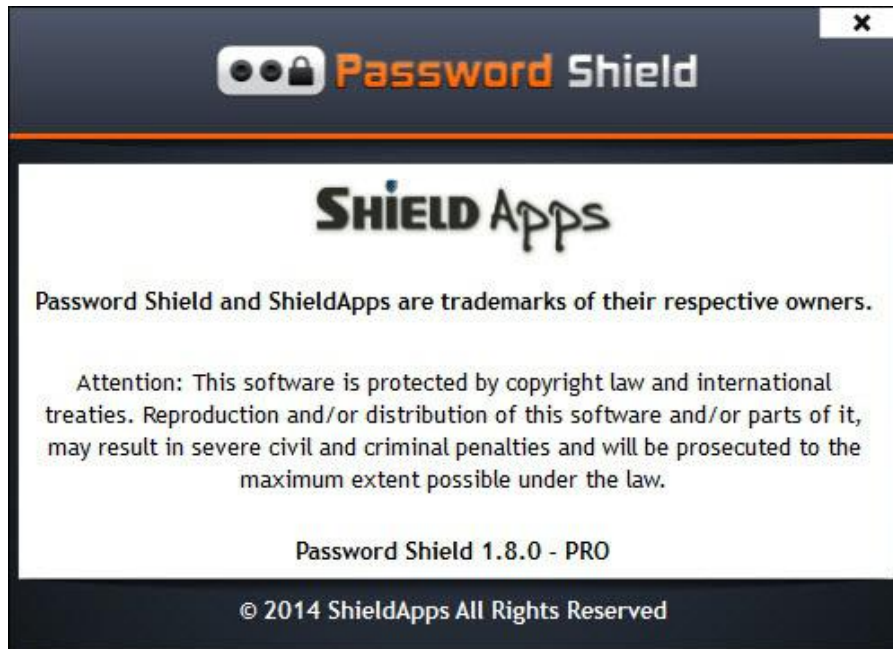 Password Shield
SHiELD Apps
Password Shield and ShieldApps are trademarks of their respective owners.
Attention: This software is protected by copyright law and international
treaties. Reproduction and/or distribution of this software and/or parts of it,
may result in severe civil and criminal penalties and will be prosecuted to the
maximum extent possible under the law.
Password Shield 1.8.0 - PRO
© 2014 ShieldApps All Rights Reserved